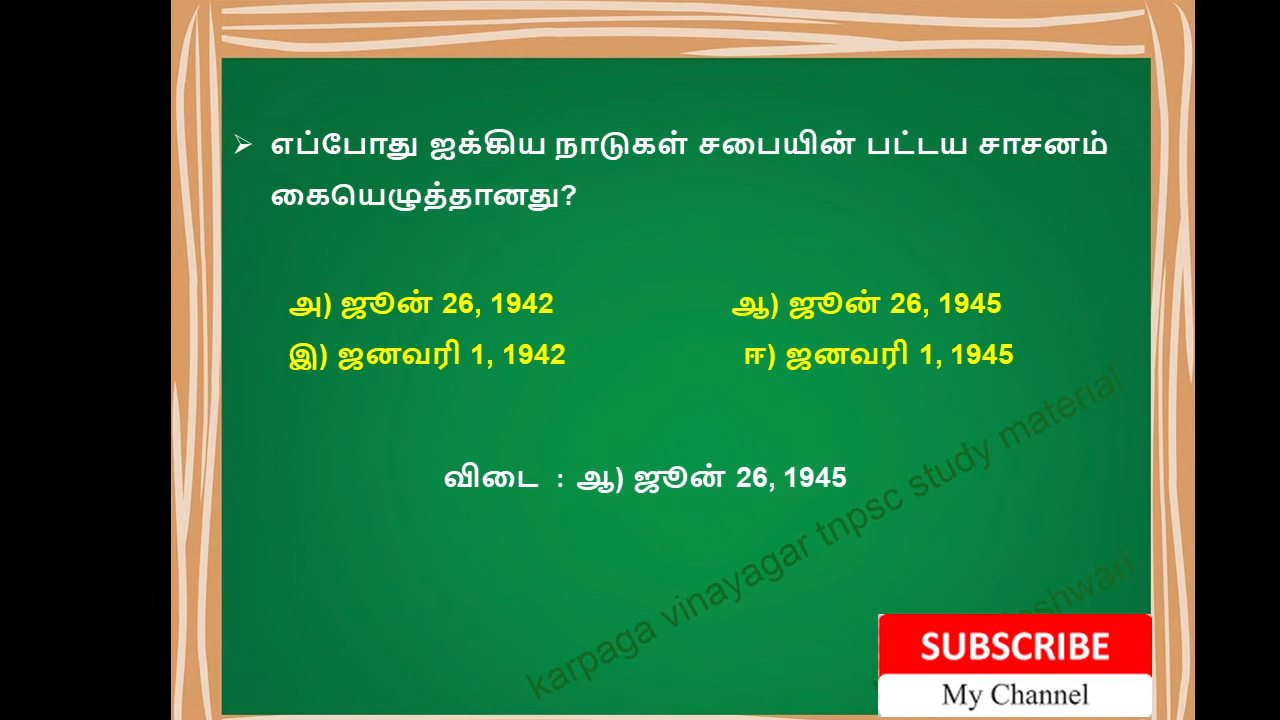 எப்போது ஐக்கிய நாடுகள் சபையின் பட்டய சாசனம்
கையெழுத்தானது?
அ) ஜூன் 26, 1942 ஆ) ஜூன் 26, 1945
இ) ஜனவரி 1, 1942 ஈ) ஜனவரி 1, 1945
விடை : ஆ) ஜூன் 26, 1945
karpaga vinayagar tnpsc study material
SUBSCRIBE
My Channel